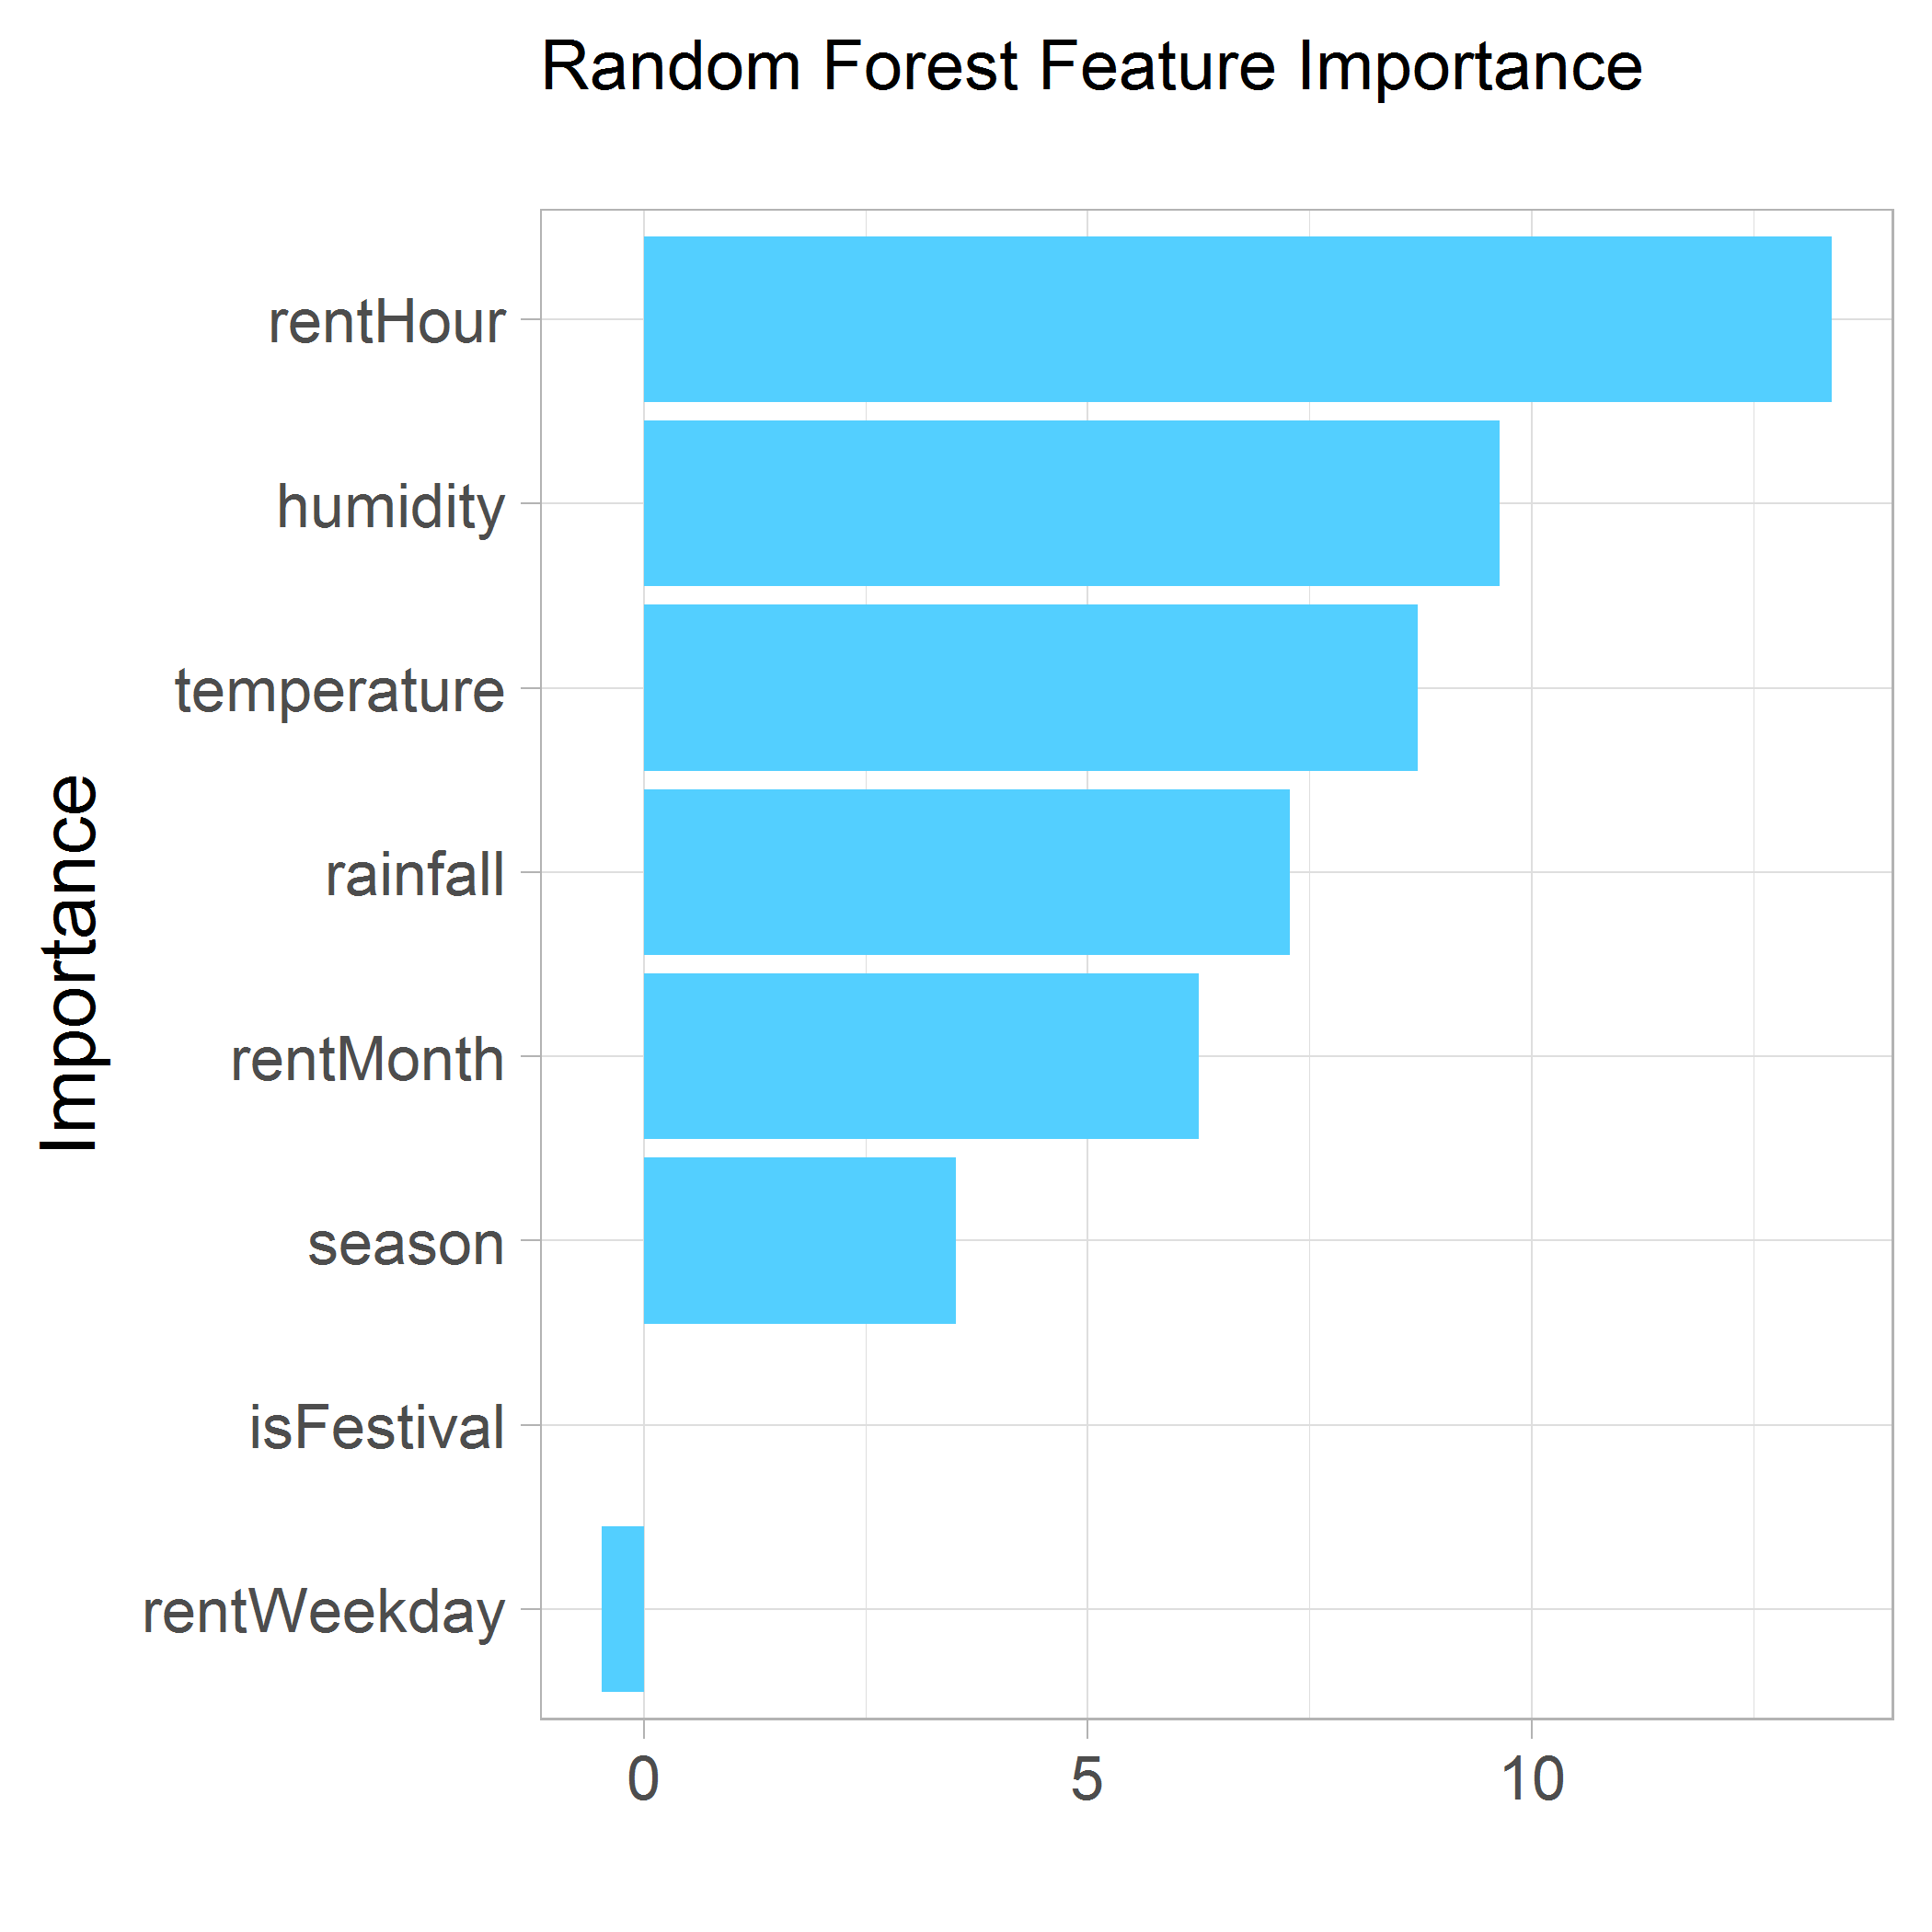 Random Forest Feature Importance
Importance
rentHour
humidity
temperature
rainfall
rentMonth
season
isFestival
rentWeekday
0 5 10